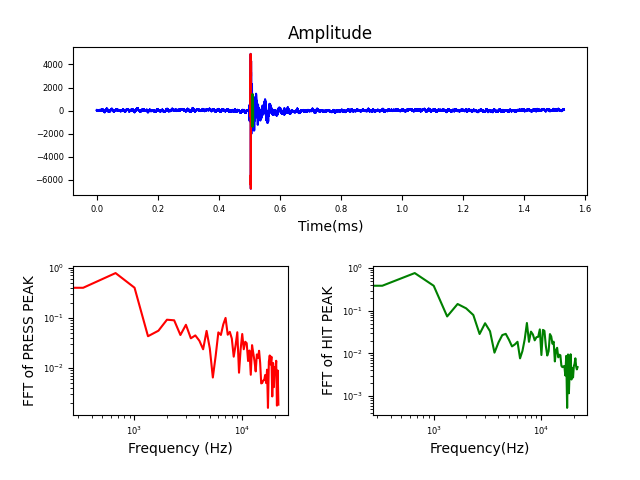 Amplitude
4000
2000
0
−2000
−4000
−6000
0.0 0.2 0.4 0.6 0.8 1.0 1.2 1.4 1.6
Time(ms)
FFT of PRESS PEAK
10⁰
10⁻¹
10⁻²
10³ 10⁴
Frequency (Hz)
FFT of HIT PEAK
10⁰
10⁻¹
10⁻²
10⁻³
10³ 10⁴
Frequency(Hz)